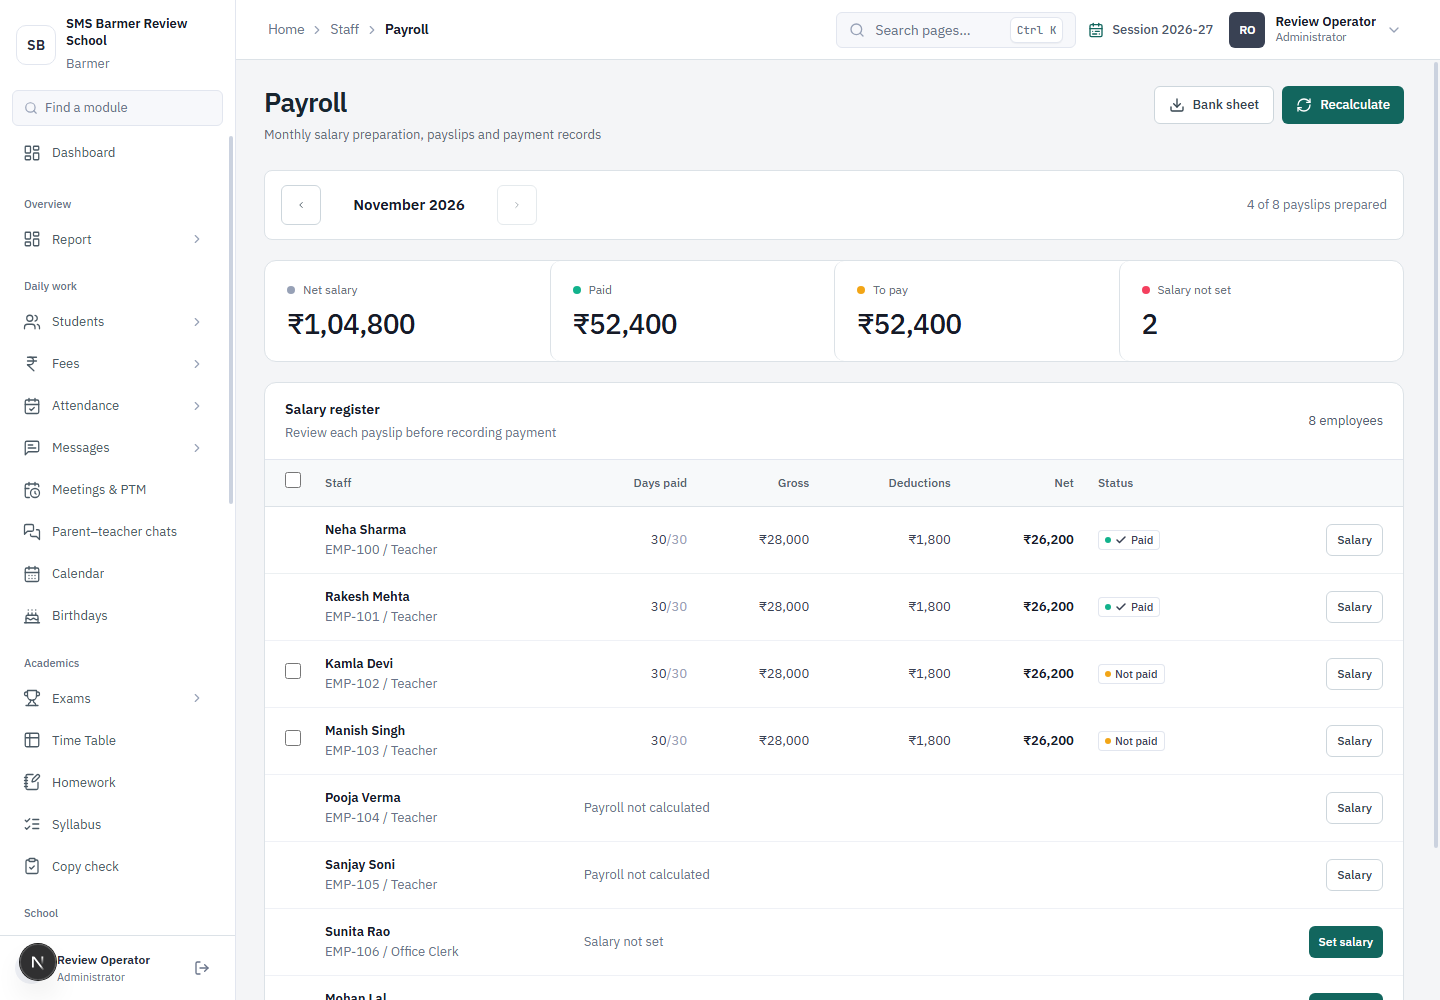 SMS Barmer Review
School
SB
Barmer
Find a module
Dashboard
Overview
Report
Daily work
Students
Fees
Attendance
Messages
Meetings & PTM
Parent–teacher chats
Calendar
Birthdays
Academics
Exams
Time Table
Homework
Syllabus
Copy check
School
N
Review Operator
Administrator
Home > Staff > Payroll
Search pages... Ctrl K
Session 2026-27
RO
Review Operator
Administrator
Payroll
Monthly salary preparation, payslips and payment records
Bank sheet
Recalculate
‹ November 2026 ›
4 of 8 payslips prepared
Net salary
₹1,04,800
Paid
₹52,400
To pay
₹52,400
Salary not set
2
Salary register
Review each payslip before recording payment
8 employees
Staff Days paid Gross Deductions Net Status
Neha Sharma
EMP-100 / Teacher
30/30 ₹28,000 ₹1,800 ₹26,200 ✓ Paid Salary
Rakesh Mehta
EMP-101 / Teacher
30/30 ₹28,000 ₹1,800 ₹26,200 ✓ Paid Salary
Kamla Devi
EMP-102 / Teacher
30/30 ₹28,000 ₹1,800 ₹26,200 Not paid Salary
Manish Singh
EMP-103 / Teacher
30/30 ₹28,000 ₹1,800 ₹26,200 Not paid Salary
Pooja Verma
EMP-104 / Teacher
Payroll not calculated Salary
Sanjay Soni
EMP-105 / Teacher
Payroll not calculated Salary
Sunita Rao
EMP-106 / Office Clerk
Salary not set Set salary
Mohan Lal